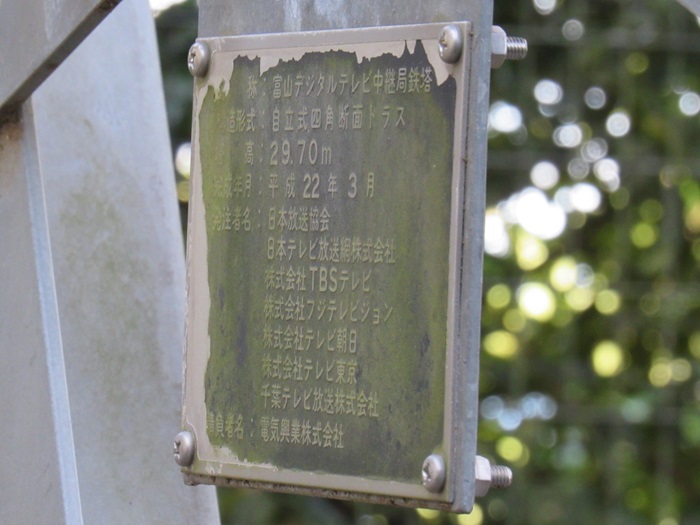 称：富山デジタルテレビ中継局鉄塔
造形式：自立式四角断面トラス
高：29.70m
成年月：平成22年3月
発注者名：日本放送協会
日本テレビ放送網株式会社
株式会社TBSテレビ
株式会社フジテレビジョン
株式会社テレビ朝日
株式会社テレビ東京
千葉テレビ放送株式会社
請負者名：電気興業株式会社